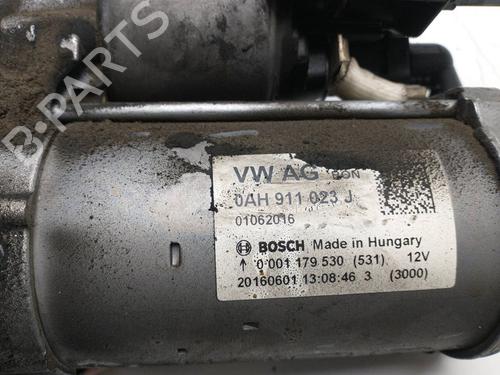 B-PARTS
VW AG BGN
0AH 911 023 J
01062016
BOSCH Made in Hungary
↑ 0 001 179 530 (531) 12V
20160601 13:08:46 3 (3000)